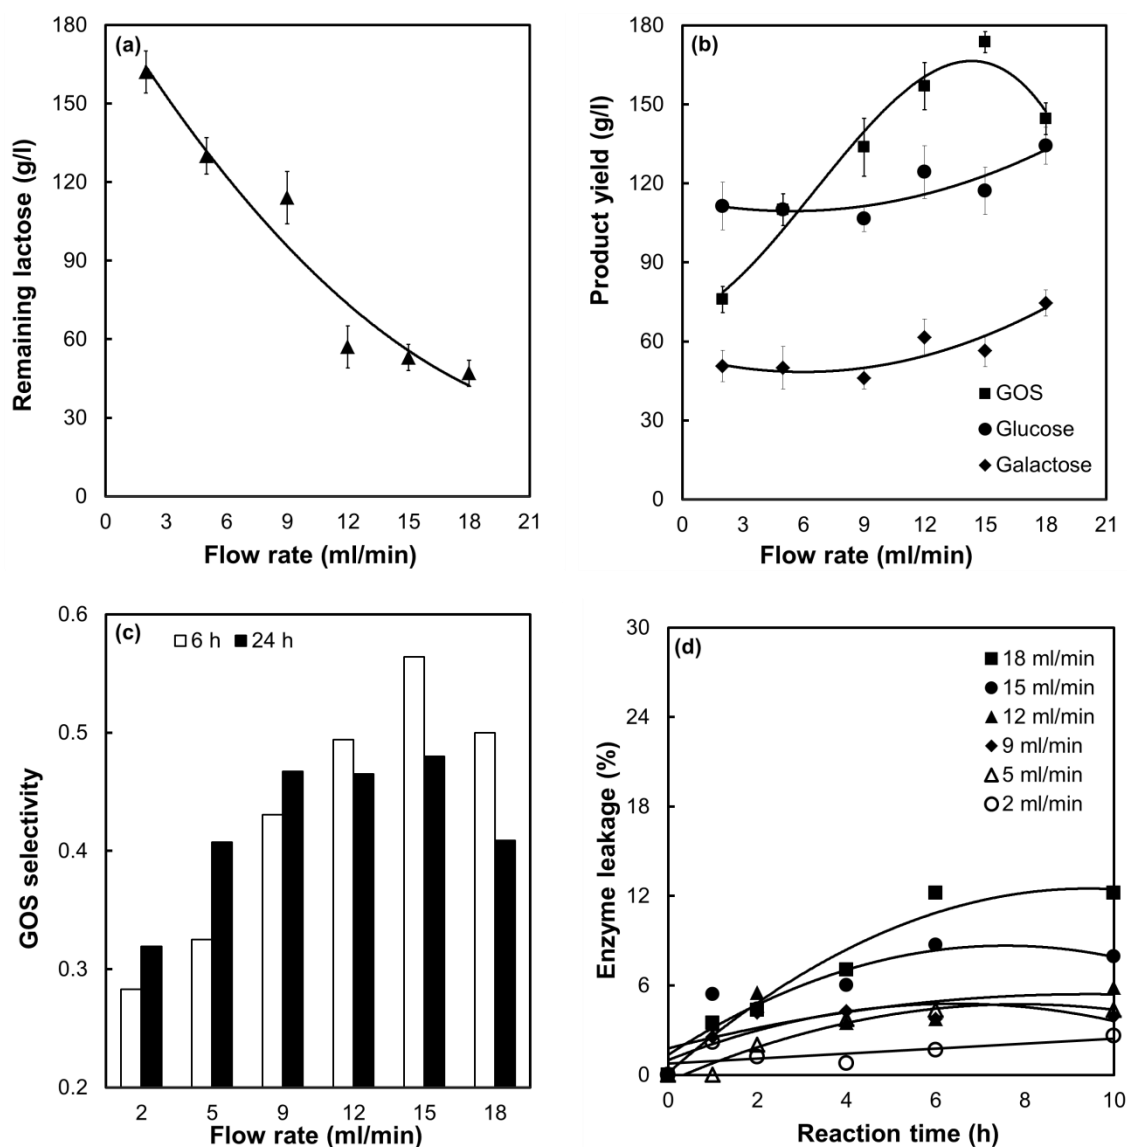 (a)
180
150
120
90
60
30
0
0 3 6 9 12 15 18 21
Remaining lactose (g/l)
Flow rate (ml/min)
(b)
180
150
120
90
60
30
0
0 3 6 9 12 15 18 21
Product yield (g/l)
Flow rate (ml/min)
GOS
Glucose
Galactose
(c)
6 h 24 h
0.6
0.5
0.4
0.3
0.2
2 5 9 12 15 18
GOS selectivity
Flow rate (ml/min)
(d)
30
24
18
12
6
0
0 2 4 6 8 10
Enzyme leakage (%)
Reaction time (h)
18 ml/min
15 ml/min
12 ml/min
9 ml/min
5 ml/min
2 ml/min